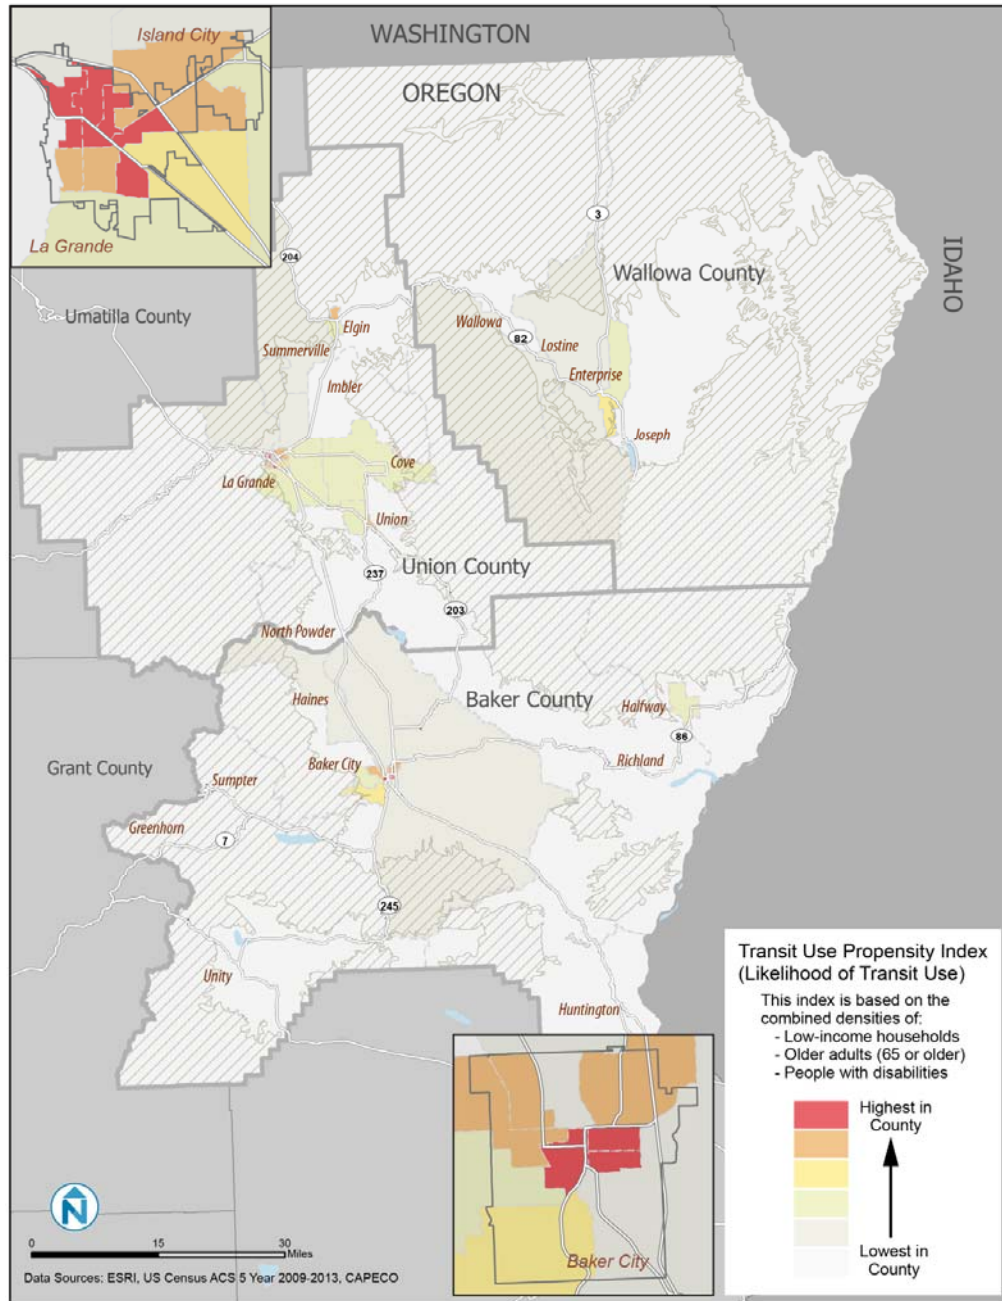 WASHINGTON
Island City
La Grande
OREGON
3
204
Wallowa County
IDAHO
Umatilla County
Elgin
Wallowa
82
Summerville
Lostine
Imbler
Enterprise
Joseph
Cove
La Grande
Union
Union County
237
203
North Powder
Haines
Baker County
Halfway
86
Baker City
Richland
Grant County
Sumpter
Greenhorn
7
245
Unity
Huntington
Baker City
Transit Use Propensity Index
(Likelihood of Transit Use)
This index is based on the
combined densities of:
- Low-income households
- Older adults (65 or older)
- People with disabilities
Highest in
County
Lowest in
County
N
0 15 30
Miles
Data Sources: ESRI, US Census ACS 5 Year 2009-2013, CAPECO